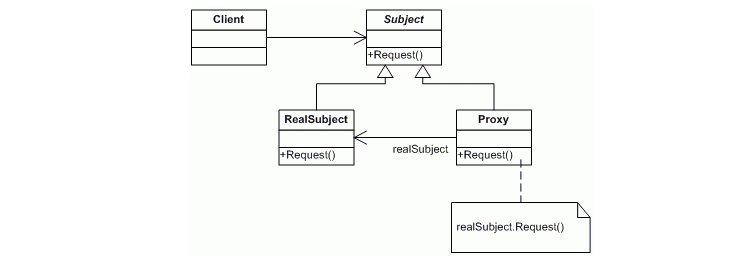 Client
Subject
+Request()
RealSubject
+Request()
realSubject
Proxy
+Request()
realSubject.Request()